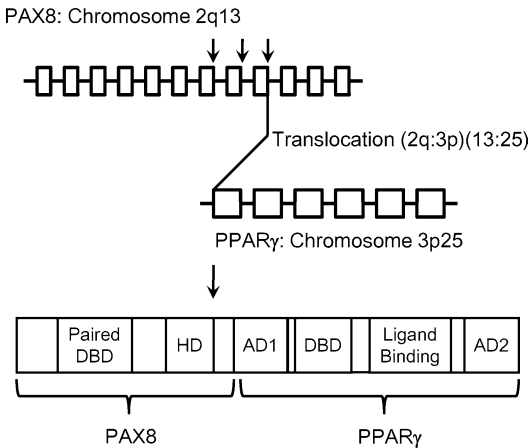 PAX8: Chromosome 2q13
Translocation (2q:3p)(13:25)
PPARγ: Chromosome 3p25
Paired
DBD
HD
AD1
DBD
Ligand
Binding
AD2
PAX8
PPARγ